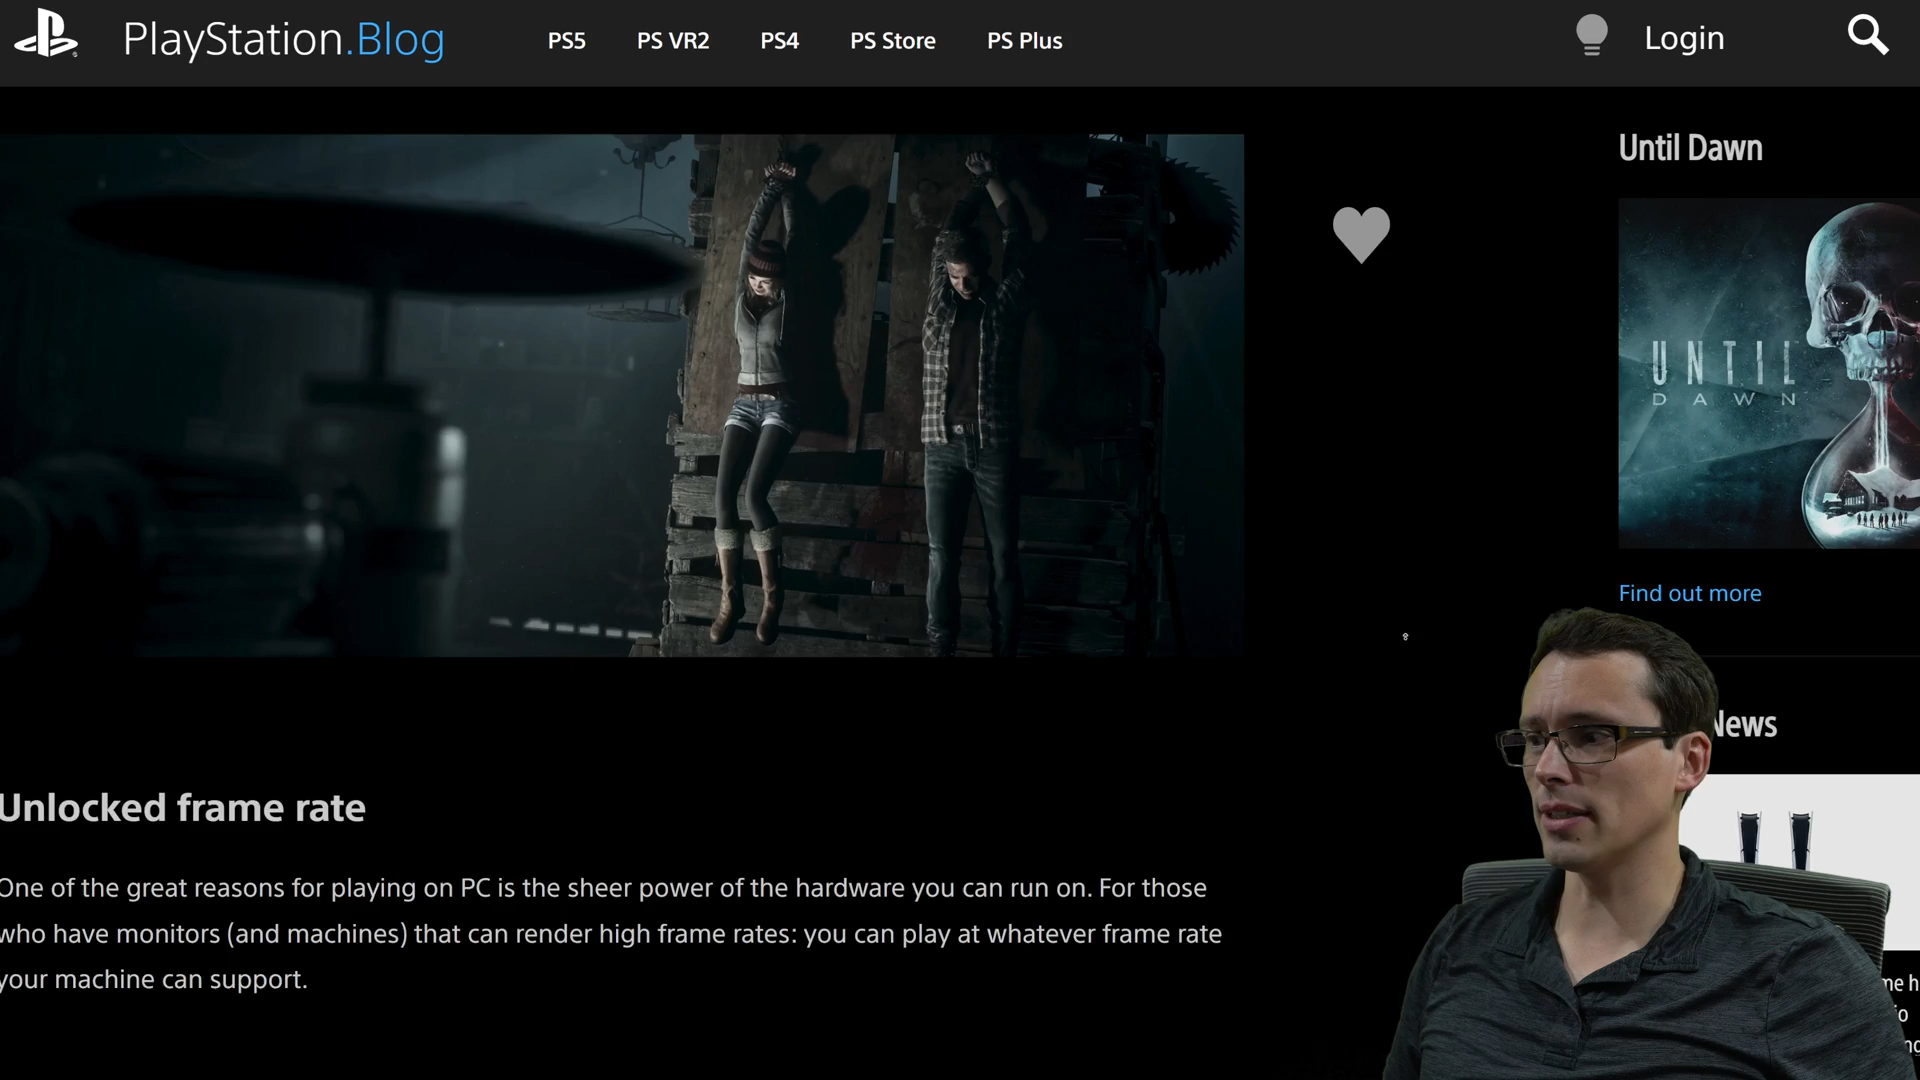 PlayStation.Blog
PS5
PS VR2
PS4
PS Store
PS Plus
Login
Until Dawn
UNTIL
DAWN
Find out more
News
Unlocked frame rate
One of the great reasons for playing on PC is the sheer power of the hardware you can run on. For those
who have monitors (and machines) that can render high frame rates: you can play at whatever frame rate
your machine can support.